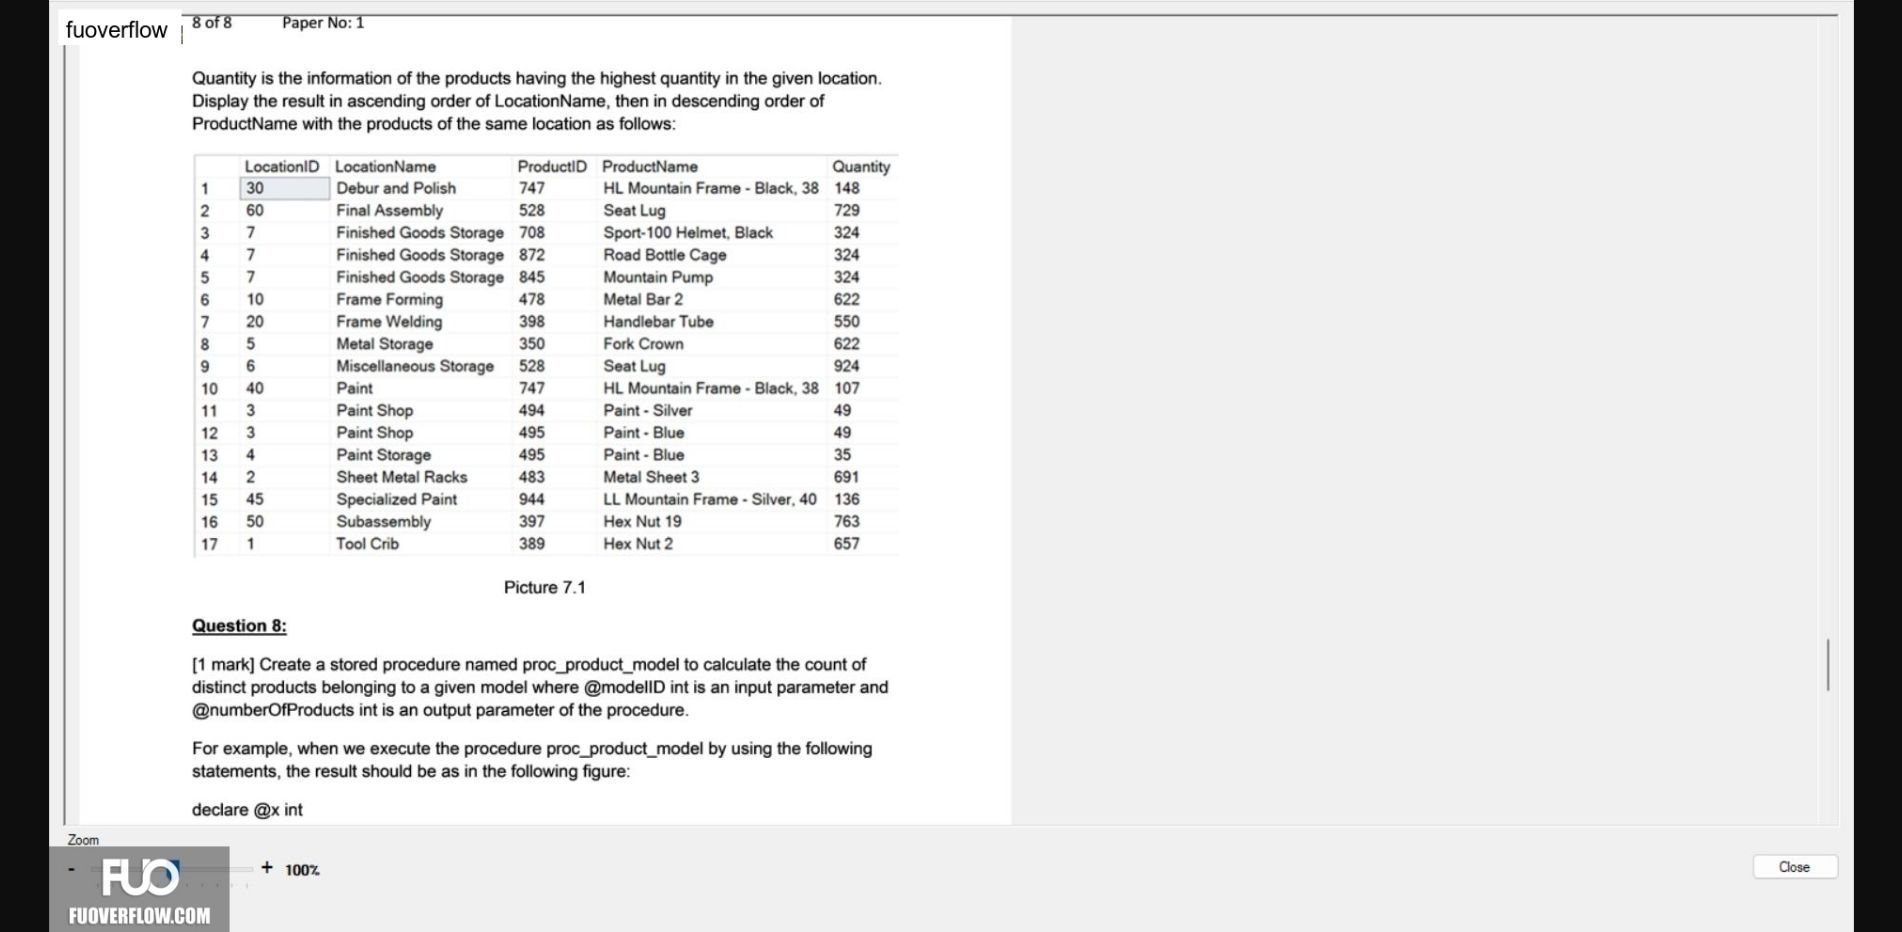 fuoverflow
8 of 8 Paper No: 1
Quantity is the information of the products having the highest quantity in the given location.
Display the result in ascending order of LocationName, then in descending order of
ProductName with the products of the same location as follows:
LocationID LocationName ProductID ProductName Quantity
1 30 Debur and Polish 747 HL Mountain Frame - Black, 38 148
2 60 Final Assembly 528 Seat Lug 729
3 7 Finished Goods Storage 708 Sport-100 Helmet, Black 324
4 7 Finished Goods Storage 872 Road Bottle Cage 324
5 7 Finished Goods Storage 845 Mountain Pump 324
6 10 Frame Forming 478 Metal Bar 2 622
7 20 Frame Welding 398 Handlebar Tube 550
8 5 Metal Storage 350 Fork Crown 622
9 6 Miscellaneous Storage 528 Seat Lug 924
10 40 Paint 747 HL Mountain Frame - Black, 38 107
11 3 Paint Shop 494 Paint - Silver 49
12 3 Paint Shop 495 Paint - Blue 49
13 4 Paint Storage 495 Paint - Blue 35
14 2 Sheet Metal Racks 483 Metal Sheet 3 691
15 45 Specialized Paint 944 LL Mountain Frame - Silver, 40 136
16 50 Subassembly 397 Hex Nut 19 763
17 1 Tool Crib 389 Hex Nut 2 657
Picture 7.1
Question 8:
[1 mark] Create a stored procedure named proc_product_model to calculate the count of
distinct products belonging to a given model where @modelID int is an input parameter and
@numberOfProducts int is an output parameter of the procedure.
For example, when we execute the procedure proc_product_model by using the following
statements, the result should be as in the following figure:
declare @x int
Zoom
- + 100%
Close
FUO
FUOVERFLOW.COM